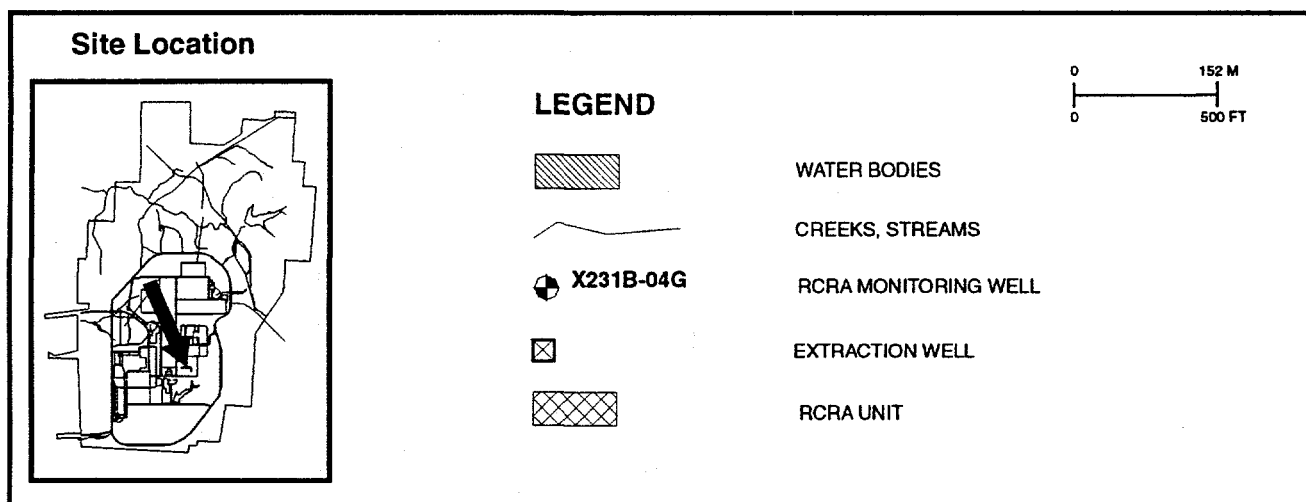 Site Location
LEGEND
0 152 M
0 500 FT
WATER BODIES
CREEKS, STREAMS
X231B-04G RCRA MONITORING WELL
EXTRACTION WELL
RCRA UNIT